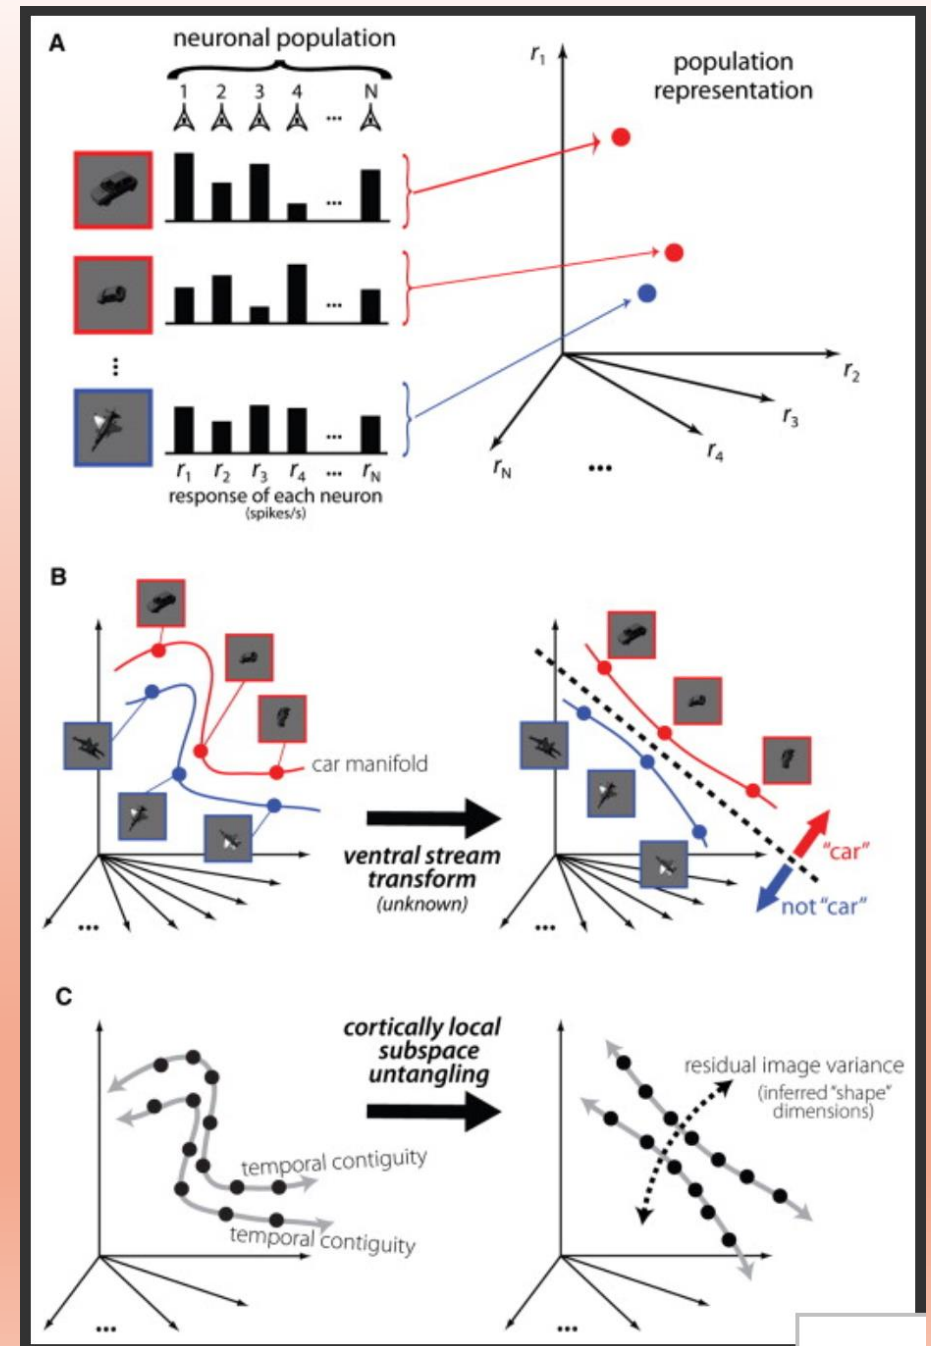 A
neuronal population
1 2 3 4 ... N
population
representation
r1
...
...
...
r1 r2 r3 r4 ... rN
response of each neuron
(spikes/s)
r2
r3
r4
rN
...
B
car manifold
ventral stream
transform
(unknown)
"car"
not "car"
...
...
C
cortically local
subspace
untangling
temporal contiguity
temporal contiguity
residual image variance
(inferred "shape"
dimensions)
...
...